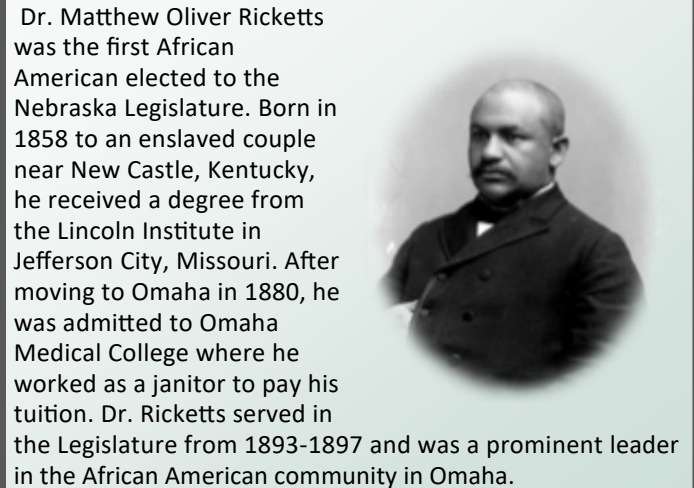 Dr. Matthew Oliver Ricketts
was the first African
American elected to the
Nebraska Legislature. Born in
1858 to an enslaved couple
near New Castle, Kentucky,
he received a degree from
the Lincoln Institute in
Jefferson City, Missouri. After
moving to Omaha in 1880, he
was admitted to Omaha
Medical College where he
worked as a janitor to pay his
tuition. Dr. Ricketts served in
the Legislature from 1893-1897 and was a prominent leader
in the African American community in Omaha.